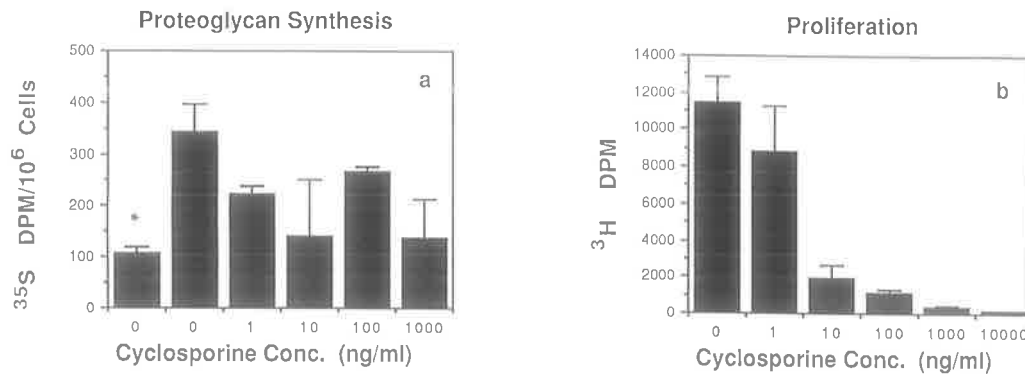 Proteoglycan Synthesis
500
400
300
200
100
0
³⁵S DPM/10⁶ Cells
a
*
0 0 1 10 100 1000
Cyclosporine Conc. (ng/ml)
Proliferation
14000
12000
10000
8000
6000
4000
2000
0
³H DPM
b
0 1 10 100 1000 10000
Cyclosporine Conc. (ng/ml)